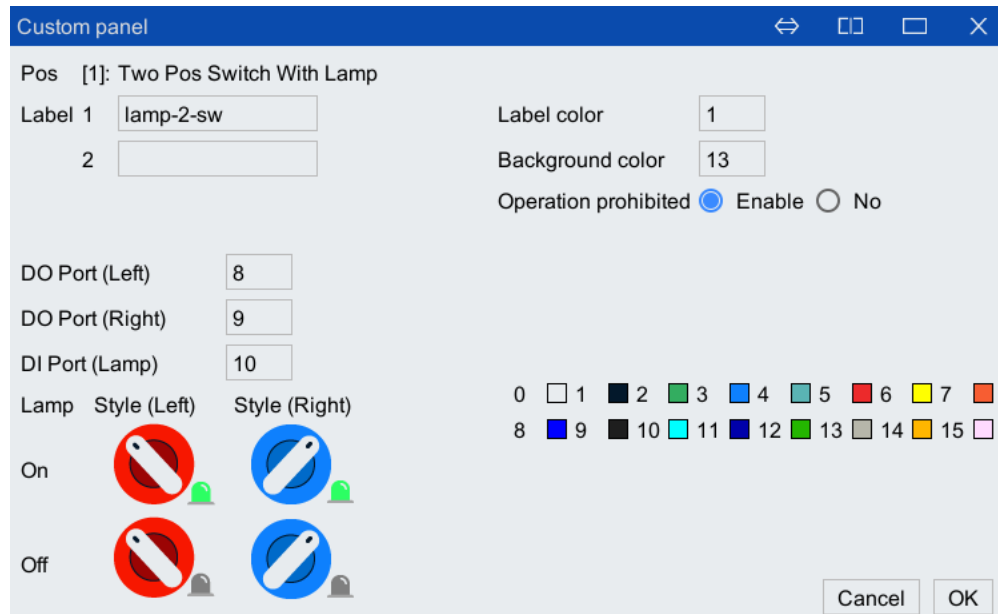 Custom panel
Pos [1]: Two Pos Switch With Lamp
Label 1 lamp-2-sw
Label color 1
2
Background color 13
Operation prohibited Enable No
DO Port (Left) 8
DO Port (Right) 9
DI Port (Lamp) 10
Lamp Style (Left) Style (Right)
0 1 2 3 4 5 6 7
8 9 10 11 12 13 14 15
On
Off
Cancel OK